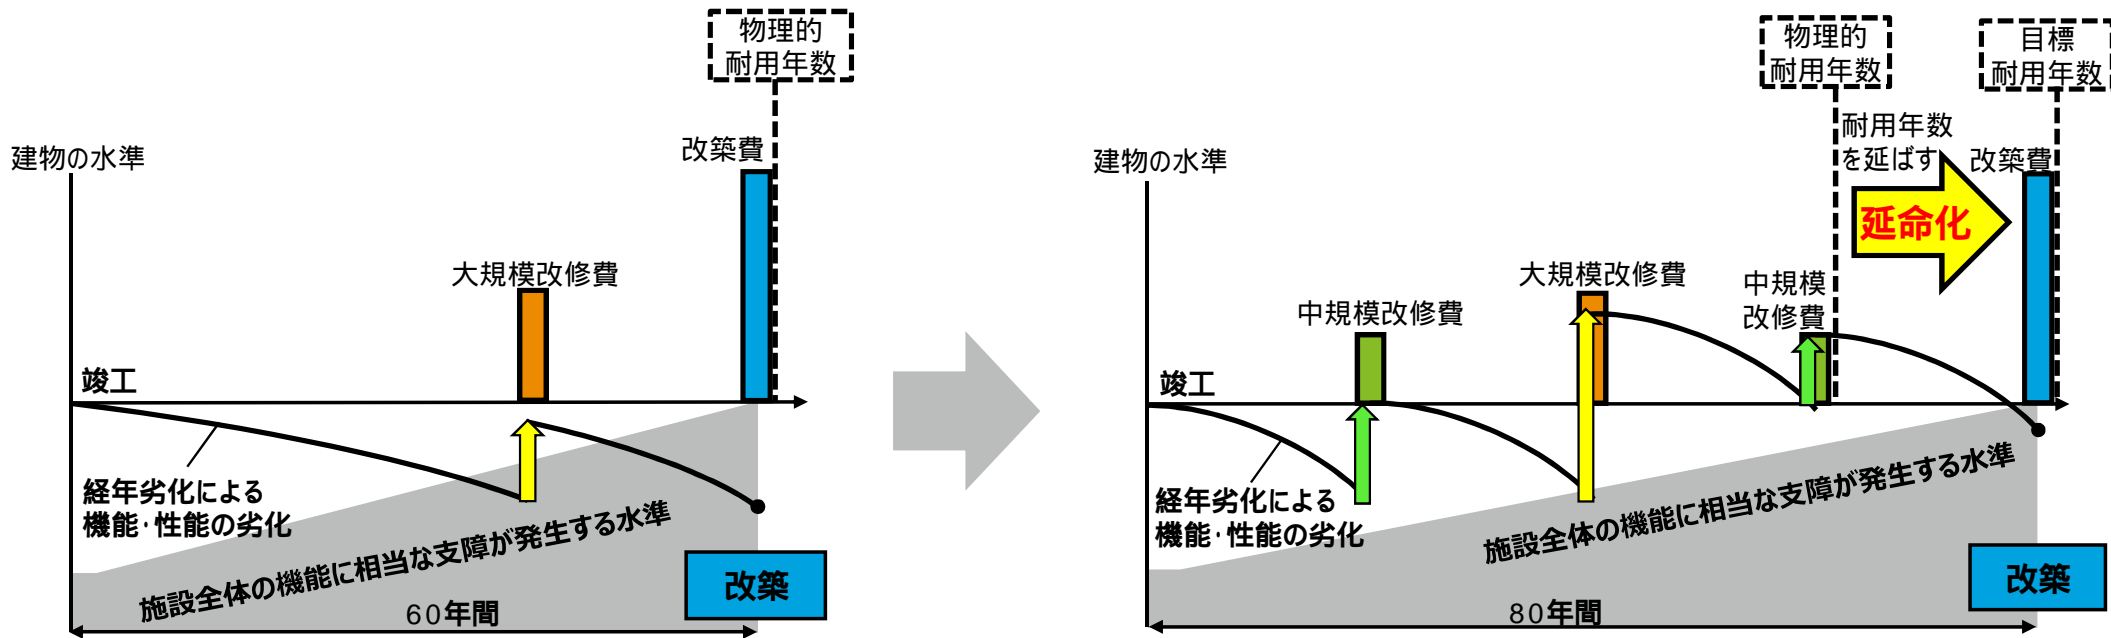 物理的
耐用年数
改築費
建物の水準
大規模改修費
竣工
経年劣化による
機能・性能の劣化
施設全体の機能に相当な支障が発生する水準
改築
60年間
物理的
耐用年数
目標
耐用年数
耐用年数
を延ばす
改築費
建物の水準
延命化
大規模改修費
中規模
改修費
中規模改修費
竣工
経年劣化による
機能・性能の劣化
施設全体の機能に相当な支障が発生する水準
改築
80年間